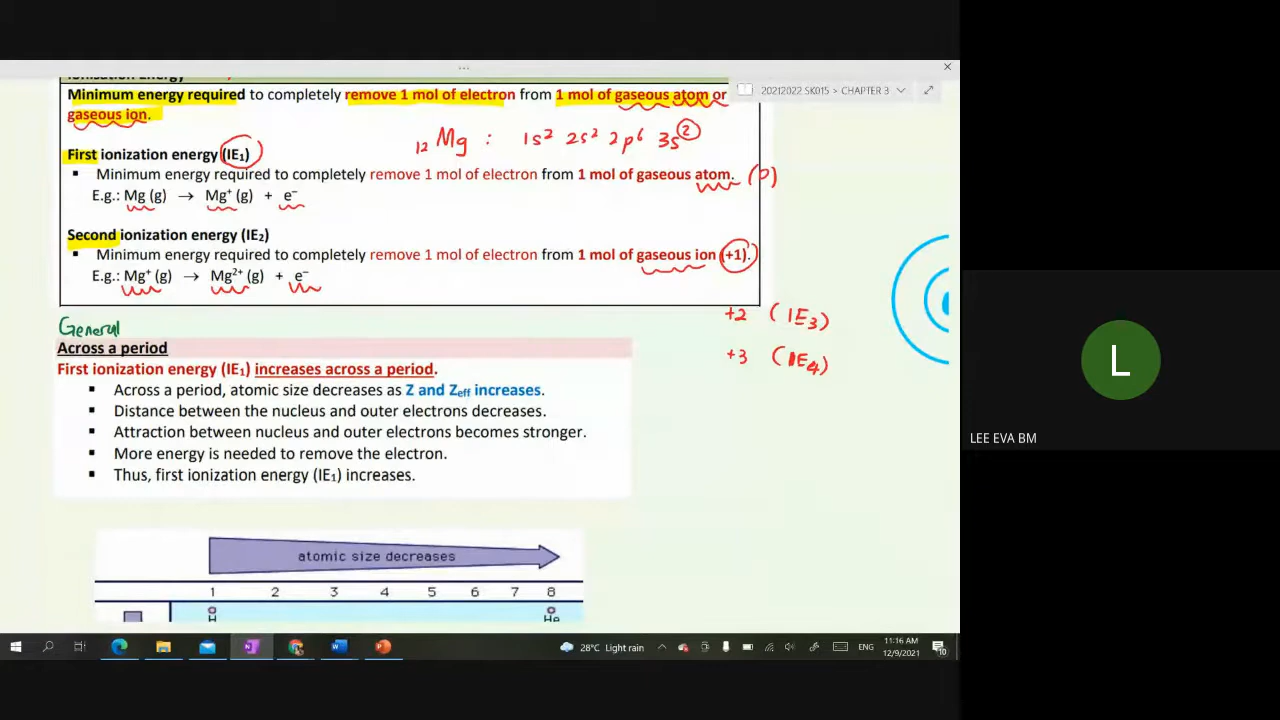 Ionisation Energy
Minimum energy required to completely remove 1 mol of electron from 1 mol of gaseous atom or
gaseous ion.
20212022 SK015 > CHAPTER 3
12 Mg : 1s² 2s² 2p⁶ 3s²
First ionization energy (IE₁)
▪ Minimum energy required to completely remove 1 mol of electron from 1 mol of gaseous atom. (0)
E.g.: Mg (g) → Mg⁺ (g) + e⁻
Second ionization energy (IE₂)
▪ Minimum energy required to completely remove 1 mol of electron from 1 mol of gaseous ion (+1).
E.g.: Mg⁺ (g) → Mg²⁺ (g) + e⁻
+2 (IE₃)
+3 (IE₄)
General
Across a period
First ionization energy (IE₁) increases across a period.
▪ Across a period, atomic size decreases as Z and Zeff increases.
▪ Distance between the nucleus and outer electrons decreases.
▪ Attraction between nucleus and outer electrons becomes stronger.
▪ More energy is needed to remove the electron.
▪ Thus, first ionization energy (IE₁) increases.
atomic size decreases
1 2 3 4 5 6 7 8
H He
L
LEE EVA BM
28°C Light rain
ENG
11:16 AM
12/9/2021
10